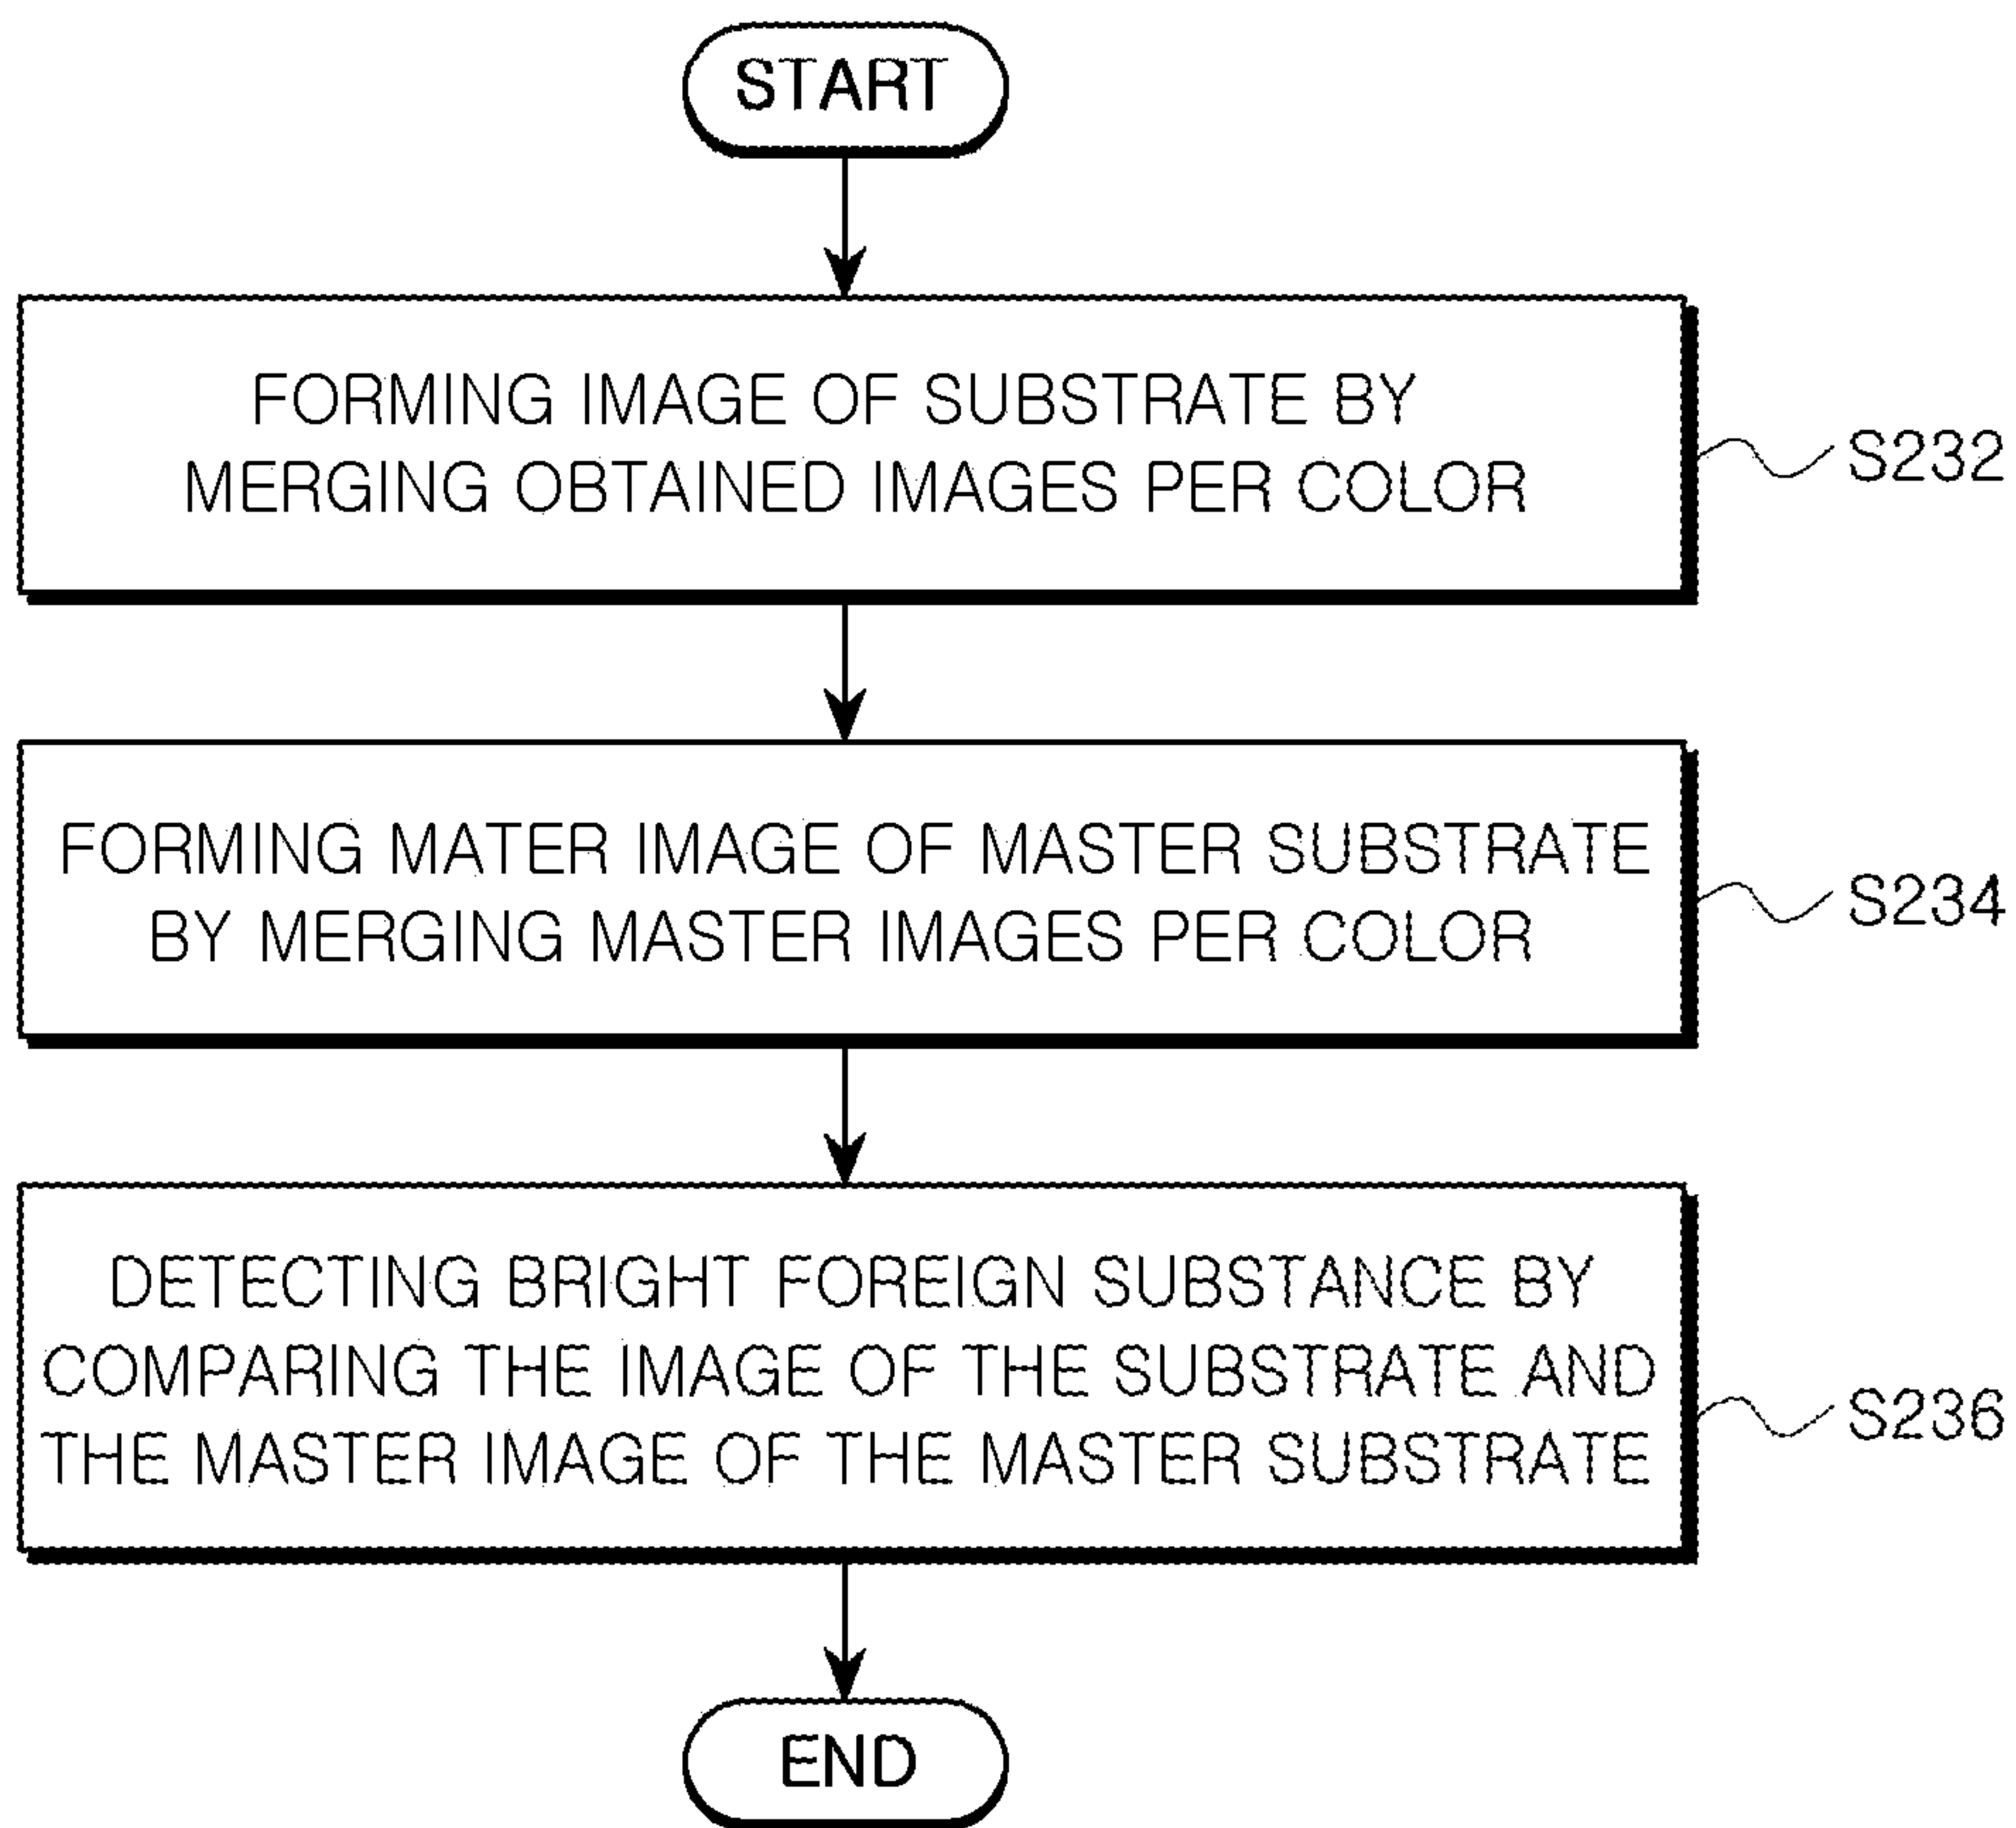 START
FORMING IMAGE OF SUBSTRATE BY
MERGING OBTAINED IMAGES PER COLOR
S232
FORMING MATER IMAGE OF MASTER SUBSTRATE
BY MERGING MASTER IMAGES PER COLOR
S234
DETECTING BRIGHT FOREIGN SUBSTANCE BY
COMPARING THE IMAGE OF THE SUBSTRATE AND
THE MASTER IMAGE OF THE MASTER SUBSTRATE
S236
END